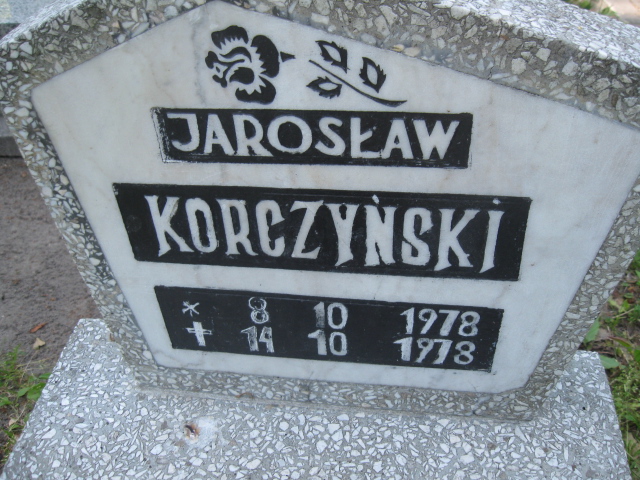 JAROSŁAW
KORCZYŃSKI
* 8 10 1978
✝ 14 10 1978